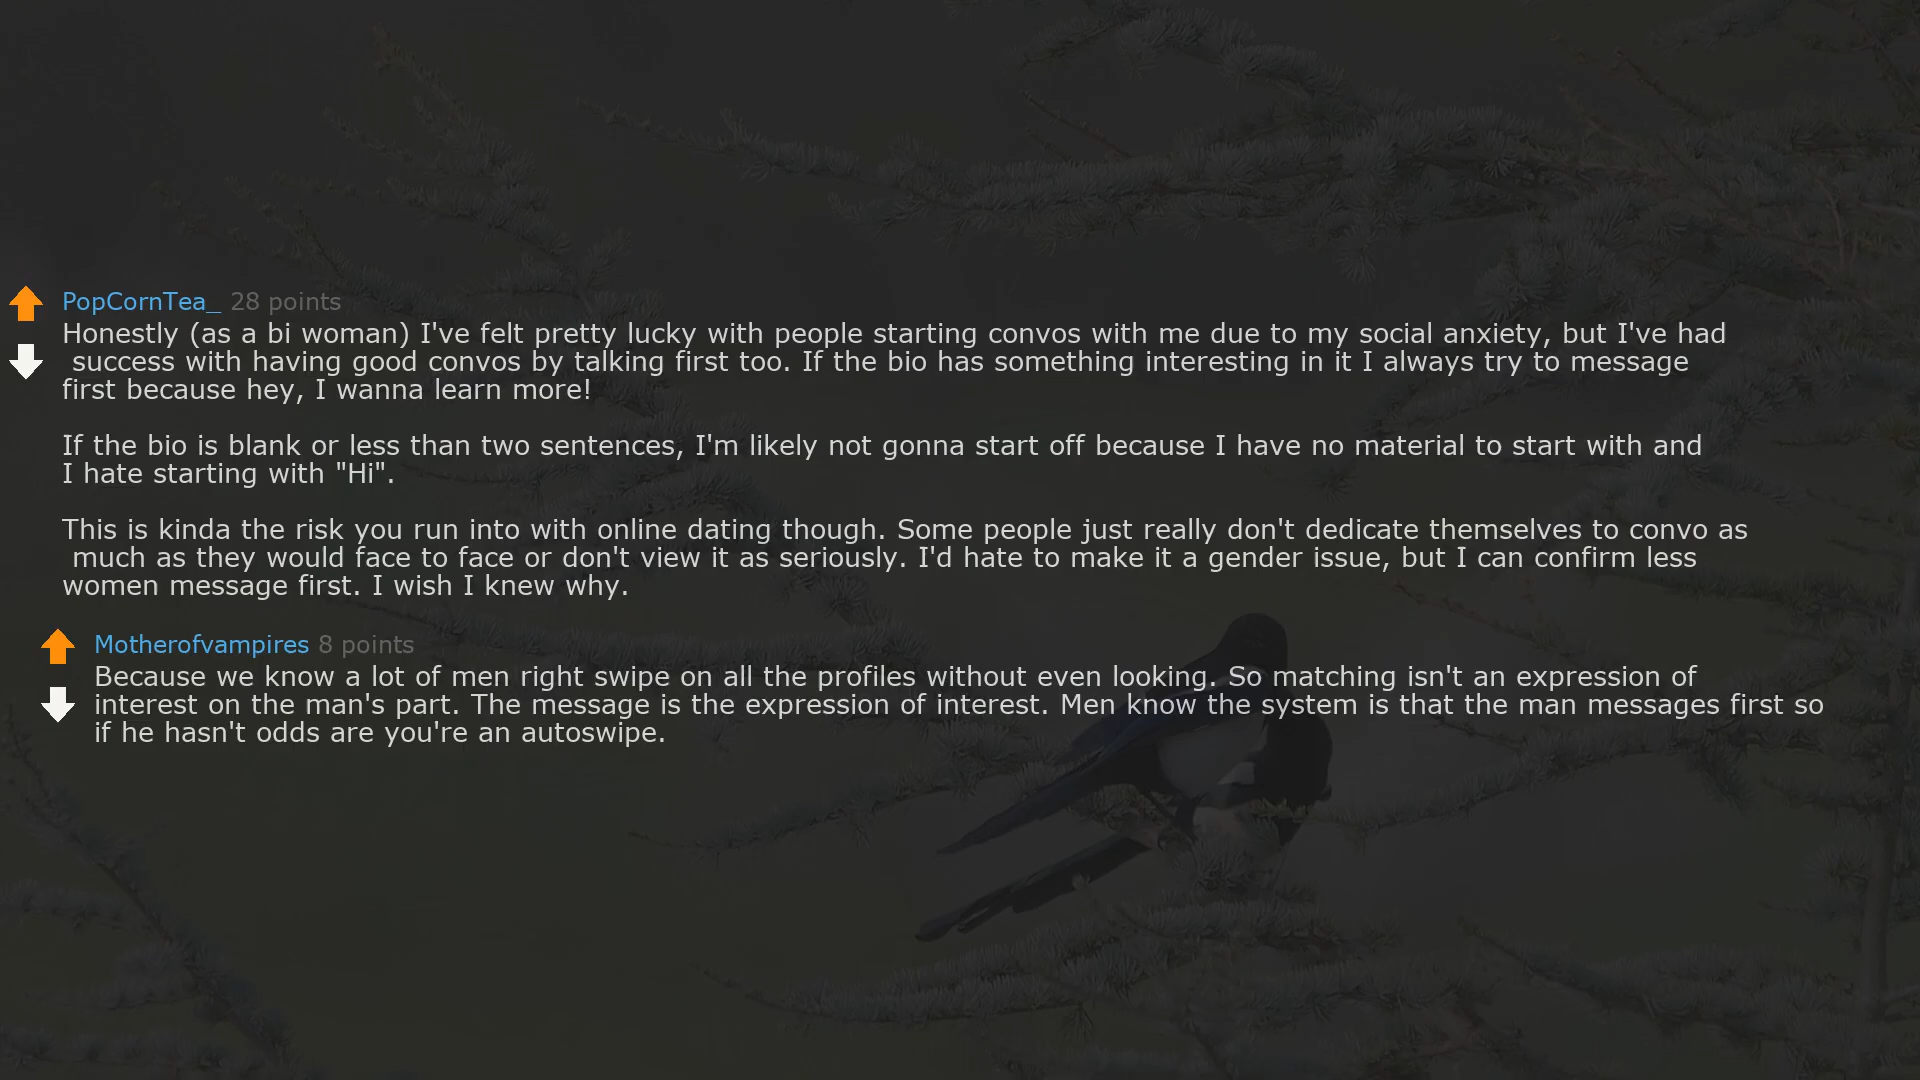 PopCornTea_ 28 points
Honestly (as a bi woman) I've felt pretty lucky with people starting convos with me due to my social anxiety, but I've had
success with having good convos by talking first too. If the bio has something interesting in it I always try to message
first because hey, I wanna learn more!
If the bio is blank or less than two sentences, I'm likely not gonna start off because I have no material to start with and
I hate starting with "Hi".
This is kinda the risk you run into with online dating though. Some people just really don't dedicate themselves to convo as
much as they would face to face or don't view it as seriously. I'd hate to make it a gender issue, but I can confirm less
women message first. I wish I knew why.
Motherofvampires 8 points
Because we know a lot of men right swipe on all the profiles without even looking. So matching isn't an expression of
interest on the man's part. The message is the expression of interest. Men know the system is that the man messages first so
if he hasn't odds are you're an autoswipe.